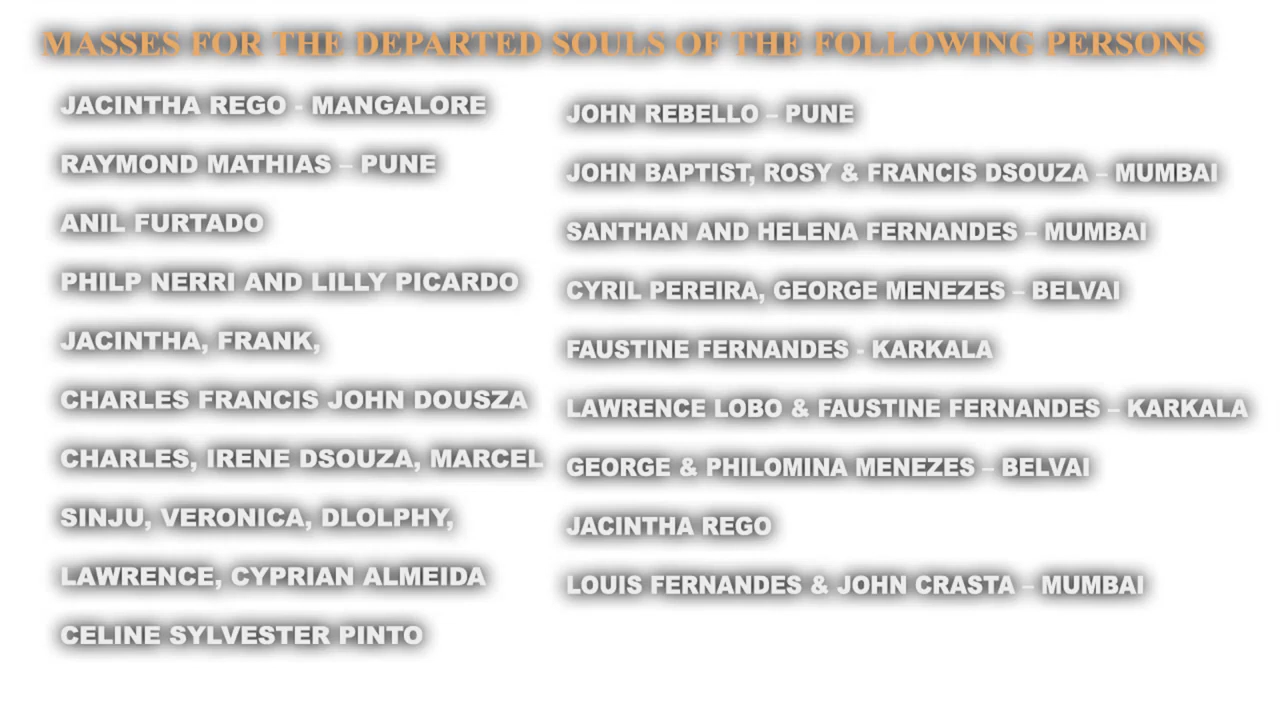 MASSES FOR THE DEPARTED SOULS OF THE FOLLOWING PERSONS
JACINTHA REGO - MANGALORE
RAYMOND MATHIAS – PUNE
ANIL FURTADO
PHILP NERRI AND LILLY PICARDO
JACINTHA, FRANK,
CHARLES FRANCIS JOHN DOUSZA
CHARLES, IRENE DSOUZA, MARCEL
SINJU, VERONICA, DLOLPHY,
LAWRENCE, CYPRIAN ALMEIDA
CELINE SYLVESTER PINTO
JOHN REBELLO – PUNE
JOHN BAPTIST, ROSY & FRANCIS DSOUZA – MUMBAI
SANTHAN AND HELENA FERNANDES – MUMBAI
CYRIL PEREIRA, GEORGE MENEZES – BELVAI
FAUSTINE FERNANDES - KARKALA
LAWRENCE LOBO & FAUSTINE FERNANDES – KARKALA
GEORGE & PHILOMINA MENEZES – BELVAI
JACINTHA REGO
LOUIS FERNANDES & JOHN CRASTA – MUMBAI